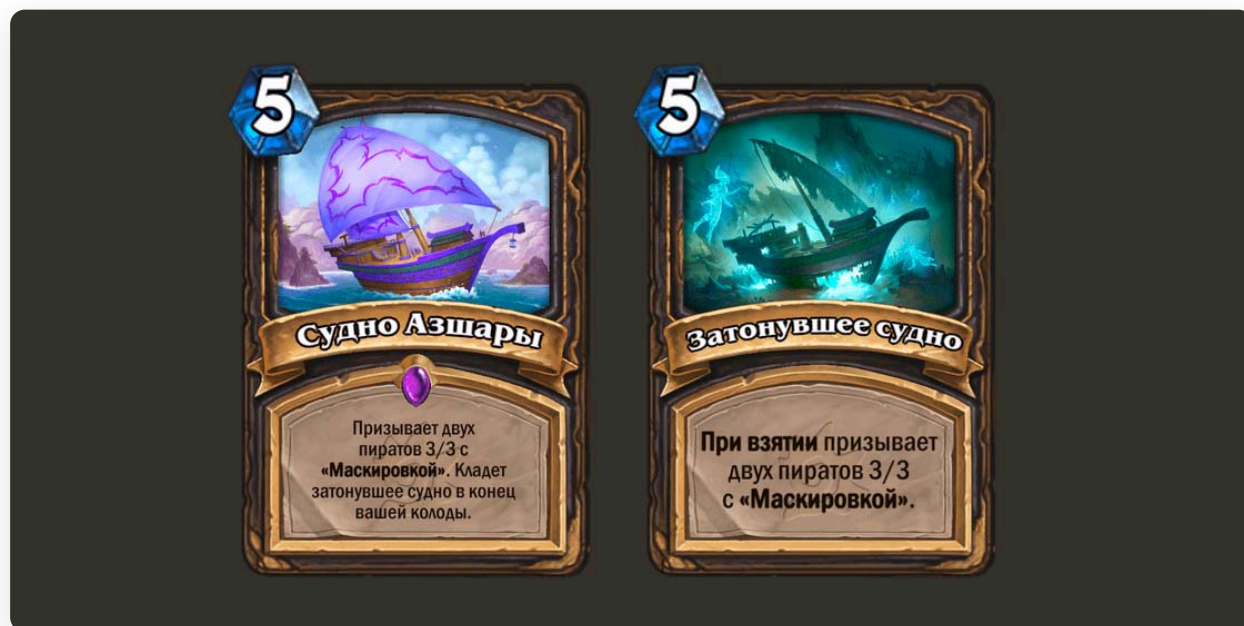 5
Судно Азшары
Призывает двух
пиратов 3/3 с
«Маскировкой». Кладет
затонувшее судно в конец
вашей колоды.
5
Затонувшее судно
При взятии призывает
двух пиратов 3/3
с «Маскировкой».